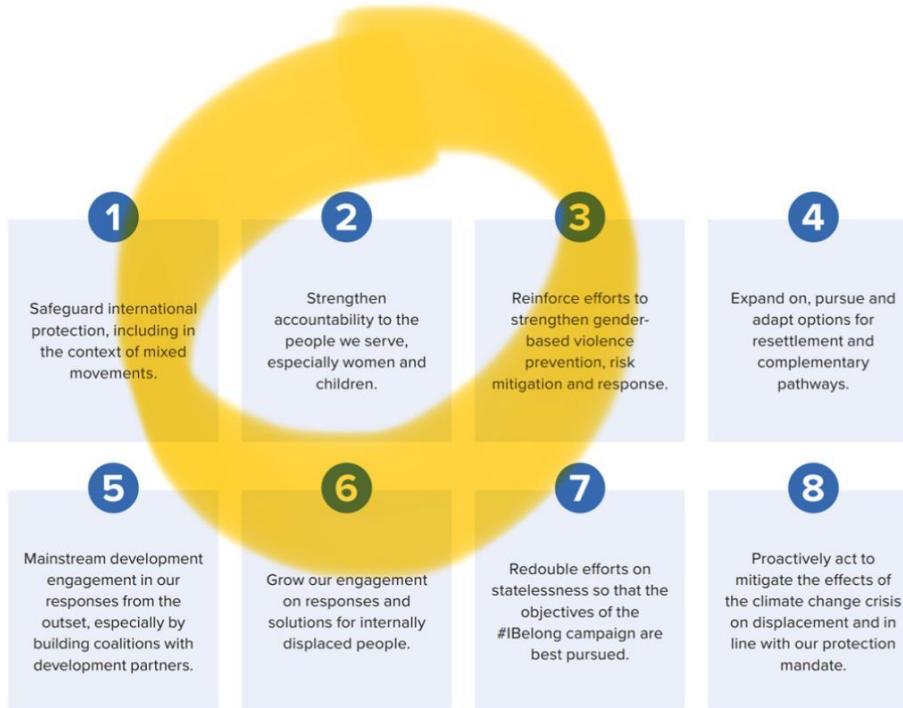 1
Safeguard international
protection, including in
the context of mixed
movements.
2
Strengthen
accountability to the
people we serve,
especially women and
children.
3
Reinforce efforts to
strengthen gender-
based violence
prevention, risk
mitigation and response.
4
Expand on, pursue and
adapt options for
resettlement and
complementary
pathways.
5
Mainstream development
engagement in our
responses from the
outset, especially by
building coalitions with
development partners.
6
Grow our engagement
on responses and
solutions for internally
displaced people.
7
Redouble efforts on
statelessness so that the
objectives of the
#IBelong campaign are
best pursued.
8
Proactively act to
mitigate the effects of
the climate change crisis
on displacement and in
line with our protection
mandate.